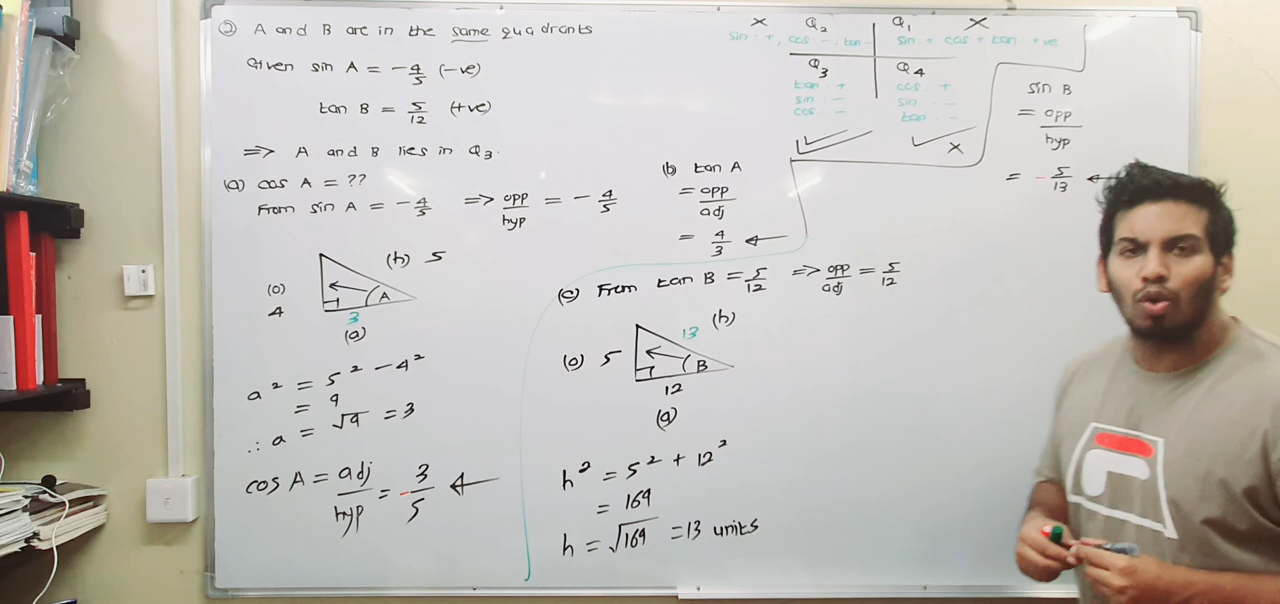 ② A and B are in the same quadrants
Given sin A = -4/5 (-ve)
tan B = 5/12 (+ve)
=> A and B lies in Q3.
(a) cos A = ??
From sin A = -4/5 => opp/hyp = -4/5
(h) 5
(o)
4
A
3
(a)
a² = 5² - 4²
= 9
∴ a = √9 = 3
cos A = adj/hyp = -3/5 ←
(b) tan A
= opp/adj
= 4/3 ←
(c) From tan B = 5/12 => opp/adj = 5/12
13 (h)
(o) 5
B
12
(a)
h² = 5² + 12²
= 169
h = √169 = 13 units
× Q2
sin: +, cos: -, tan -
Q1 ×
sin + cos + tan: +ve
Q3
tan: +
sin: -
cos: -
Q4
cos: +
sin: -
tan: -
✓✓
✓ ×
sin B
= opp/hyp
= -5/13 ←